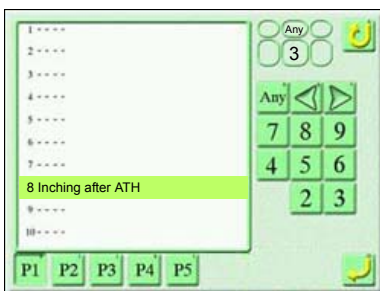 1 ----
2 ----
3 ----
4 ----
5 ----
6 ----
7 ----
8 Inching after ATH
9 ----
10 ----
Any
3
Any
7 8 9
4 5 6
2 3
P1 P2 P3 P4 P5